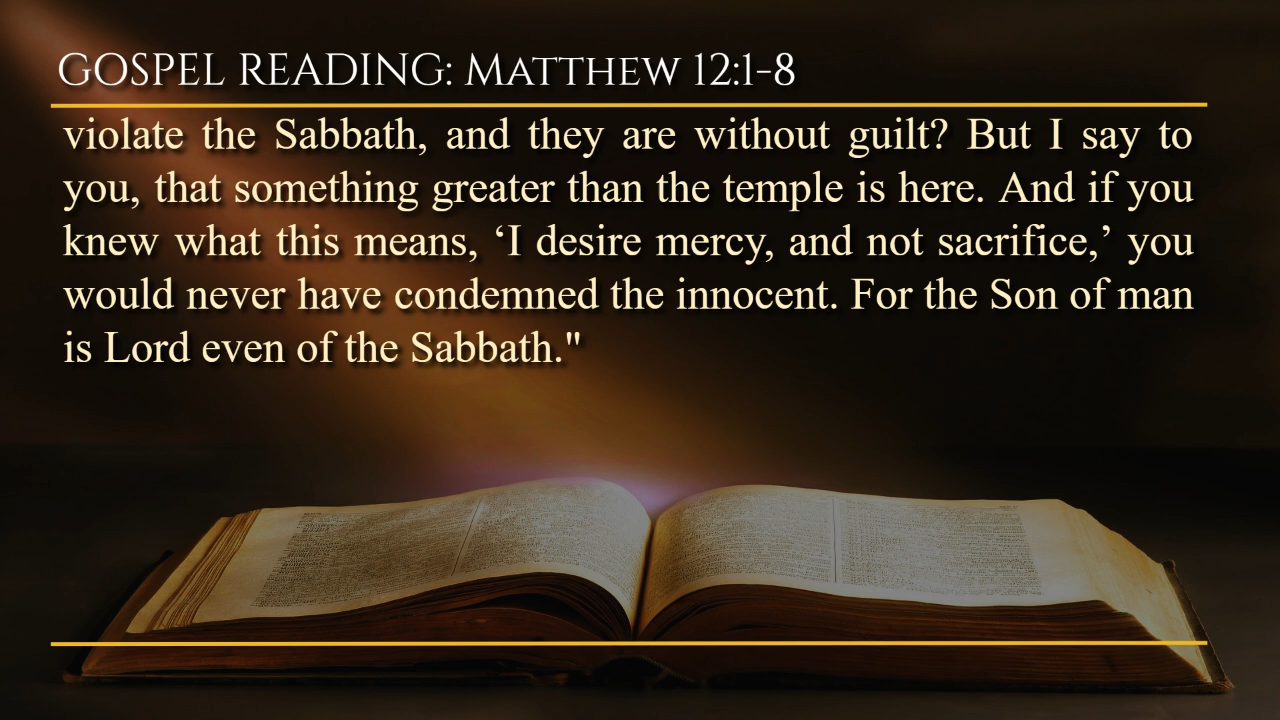 GOSPEL READING: MATTHEW 12:1-8
violate the Sabbath, and they are without guilt? But I say to
you, that something greater than the temple is here. And if you
knew what this means, ‘I desire mercy, and not sacrifice,’ you
would never have condemned the innocent. For the Son of man
is Lord even of the Sabbath."